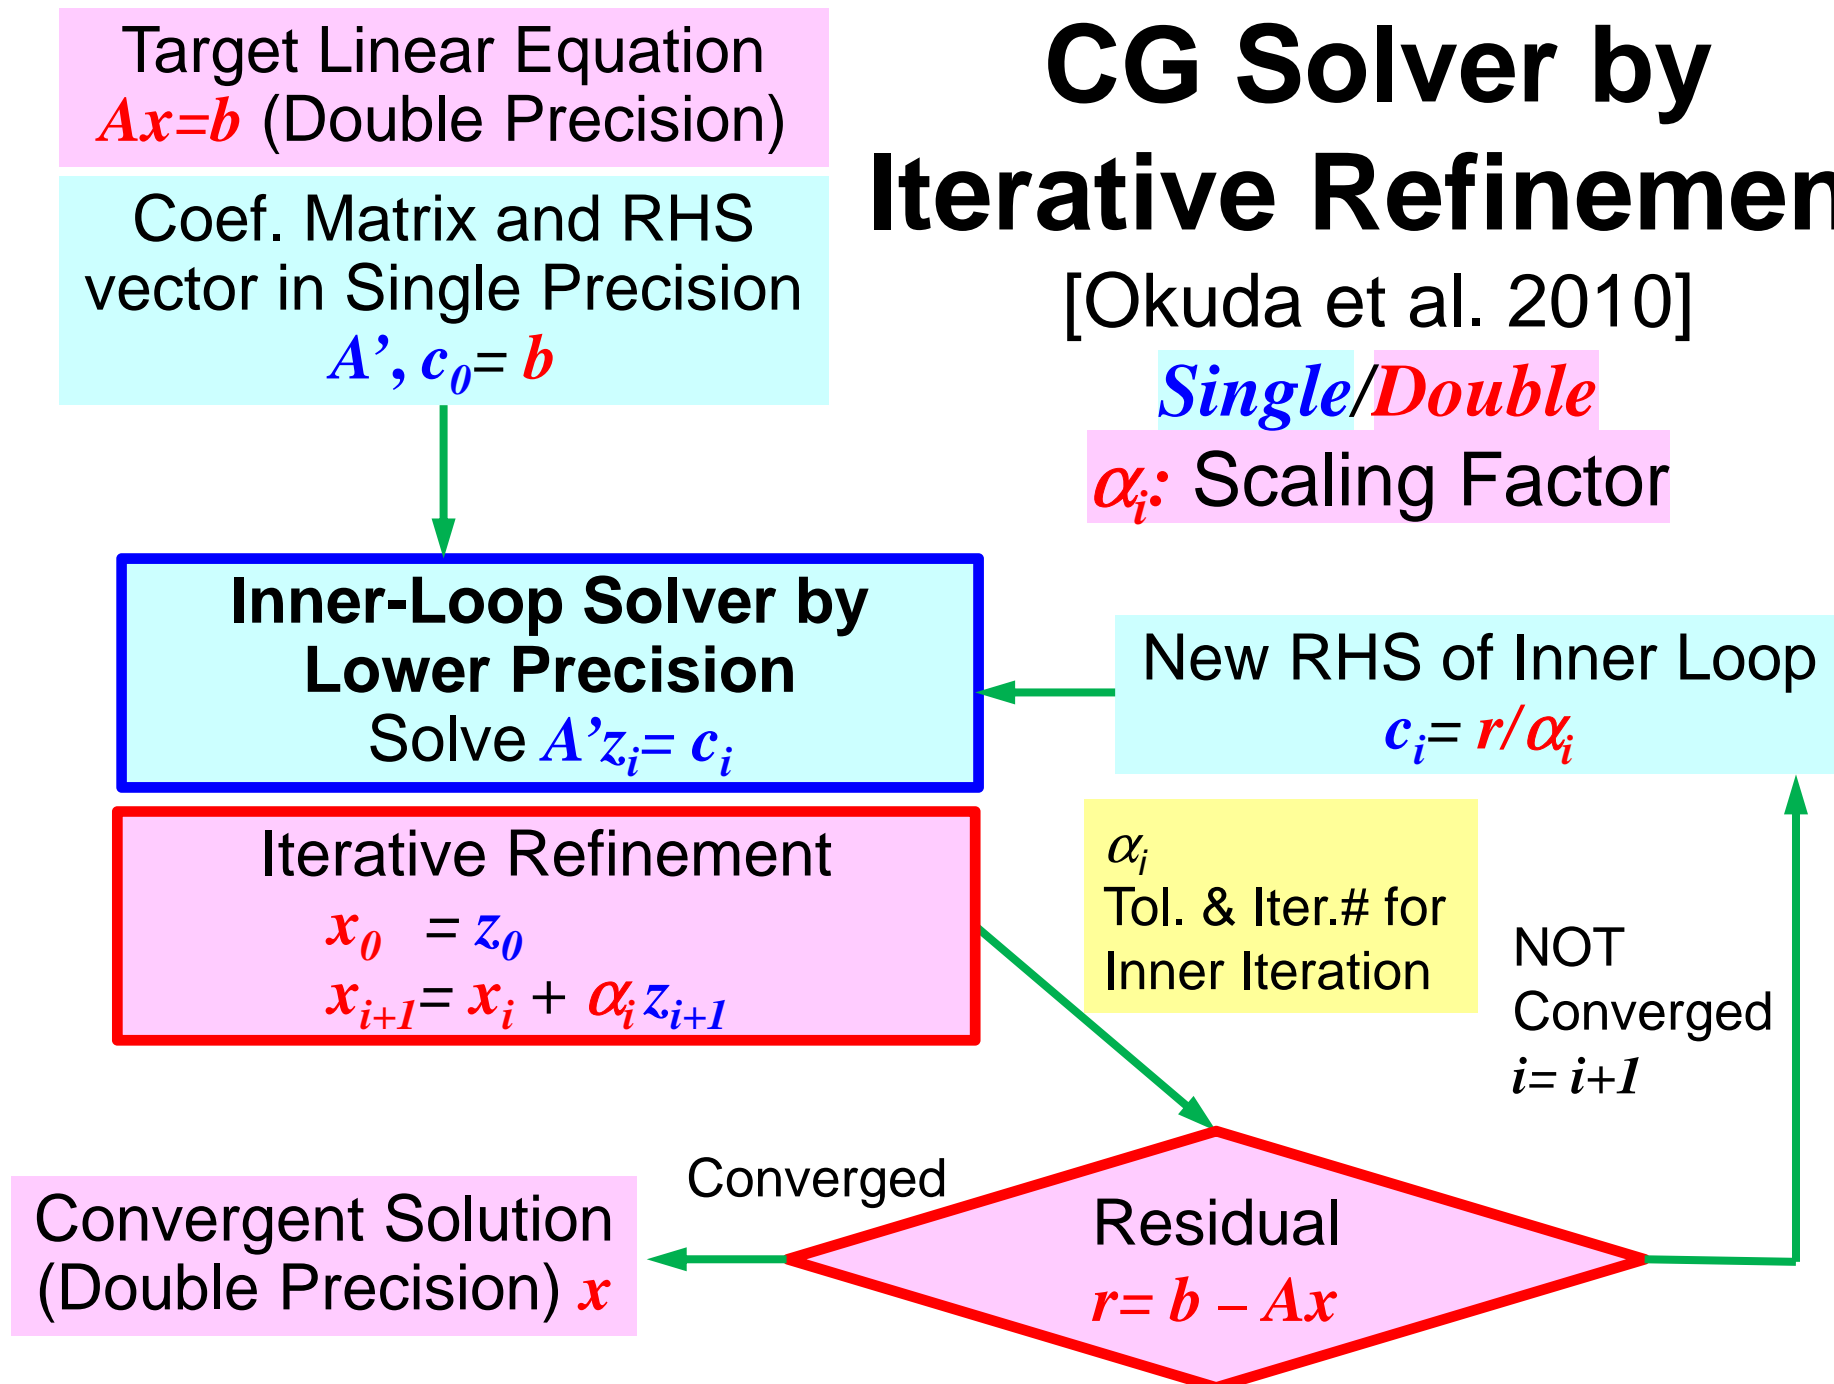 Target Linear Equation
Ax=b (Double Precision)
Coef. Matrix and RHS
vector in Single Precision
A’, c0= b
CG Solver by
Iterative Refinemen
[Okuda et al. 2010]
Single/Double
αi: Scaling Factor
Inner-Loop Solver by
Lower Precision
Solve A’zi= ci
New RHS of Inner Loop
ci= r/αi
Iterative Refinement
x0 = z0
xi+1= xi + αi zi+1
αi
Tol. & Iter.# for
Inner Iteration
NOT
Converged
i= i+1
Converged
Residual
r= b – Ax
Convergent Solution
(Double Precision) x